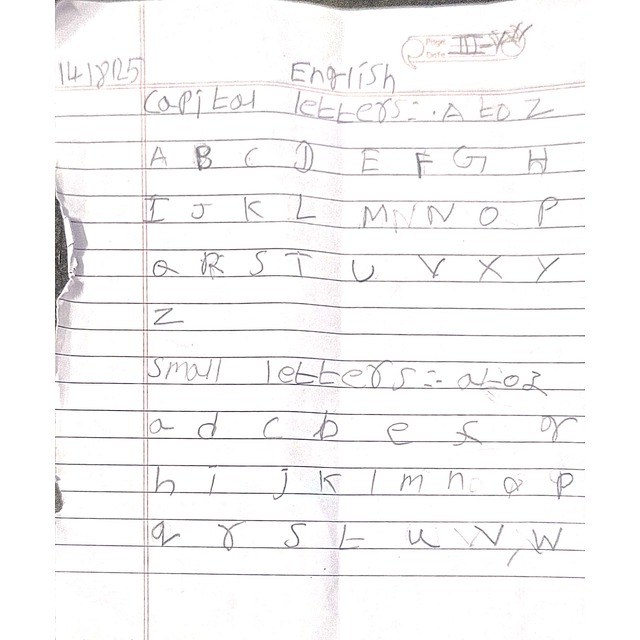 Page III-V
Date
14/8/25
English
Capital letters:- A to Z
A B C D E F G H
I J K L M N O P
Q R S T U V X Y
Z
Small letters:- a to z
a d c b e f g
h i j k l m n o p
q r s t u v, w